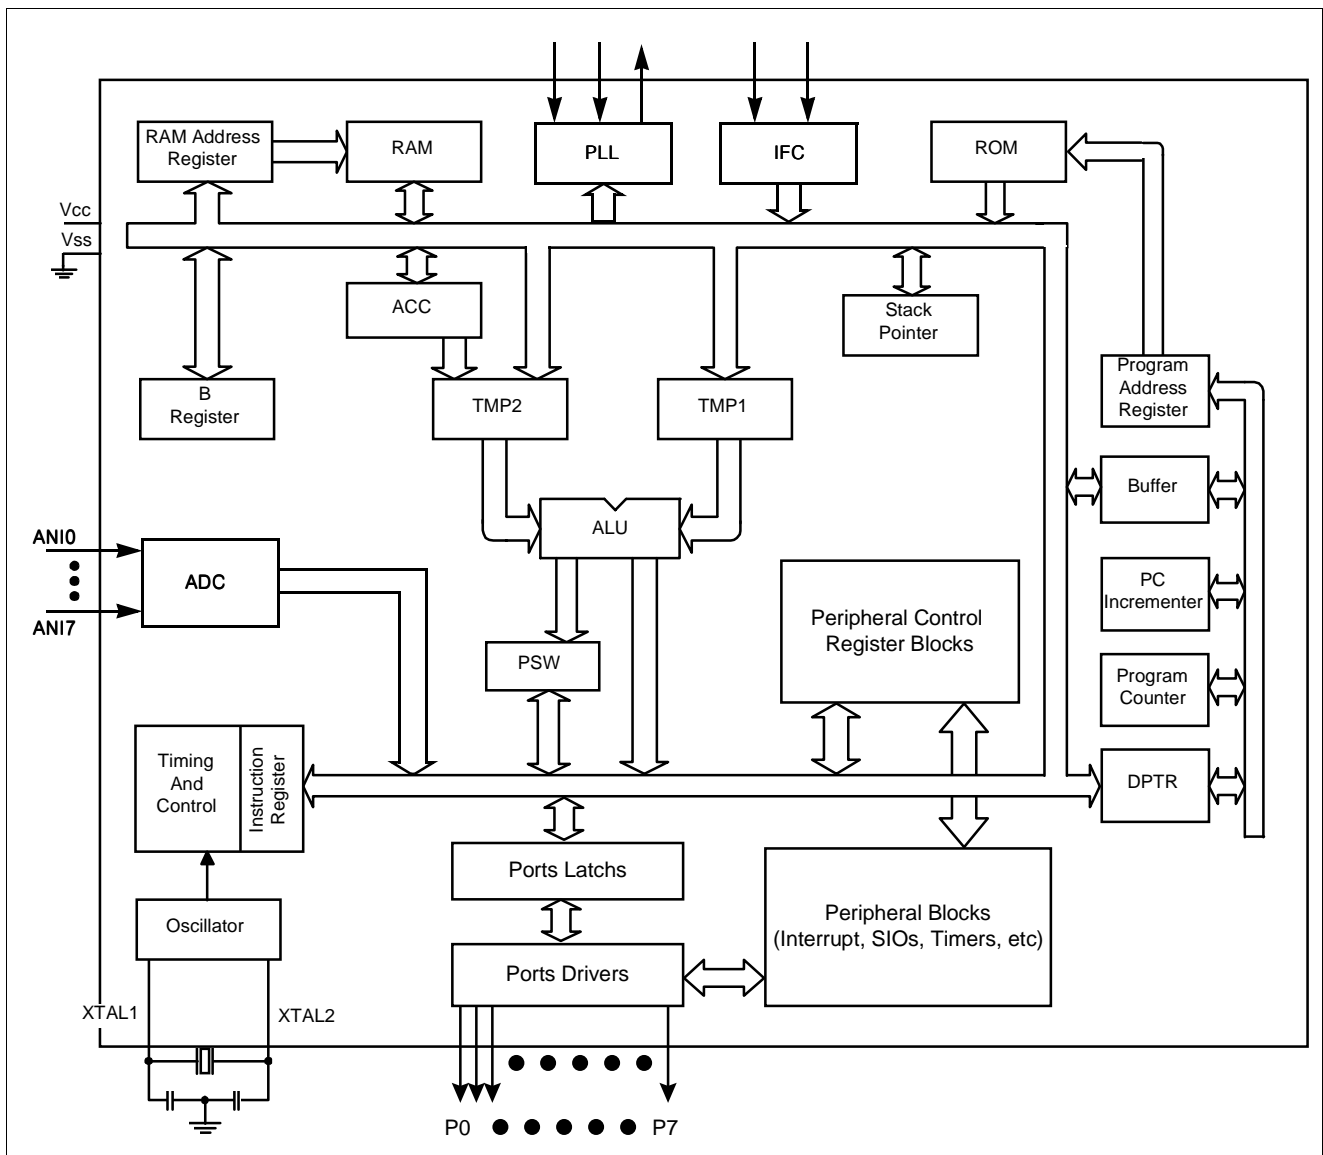 RAM Address
Register
RAM
PLL
IFC
ROM
Vcc
Vss
ACC
Stack
Pointer
B
Register
TMP2
TMP1
Program
Address
Register
Buffer
ALU
ANI0
ADC
ANI7
PC
Incrementer
Peripheral Control
Register Blocks
PSW
Program
Counter
Timing
And
Control
Instruction
Register
DPTR
Ports Latchs
Oscillator
Peripheral Blocks
(Interrupt, SIOs, Timers, etc)
Ports Drivers
XTAL1
XTAL2
P0
P7